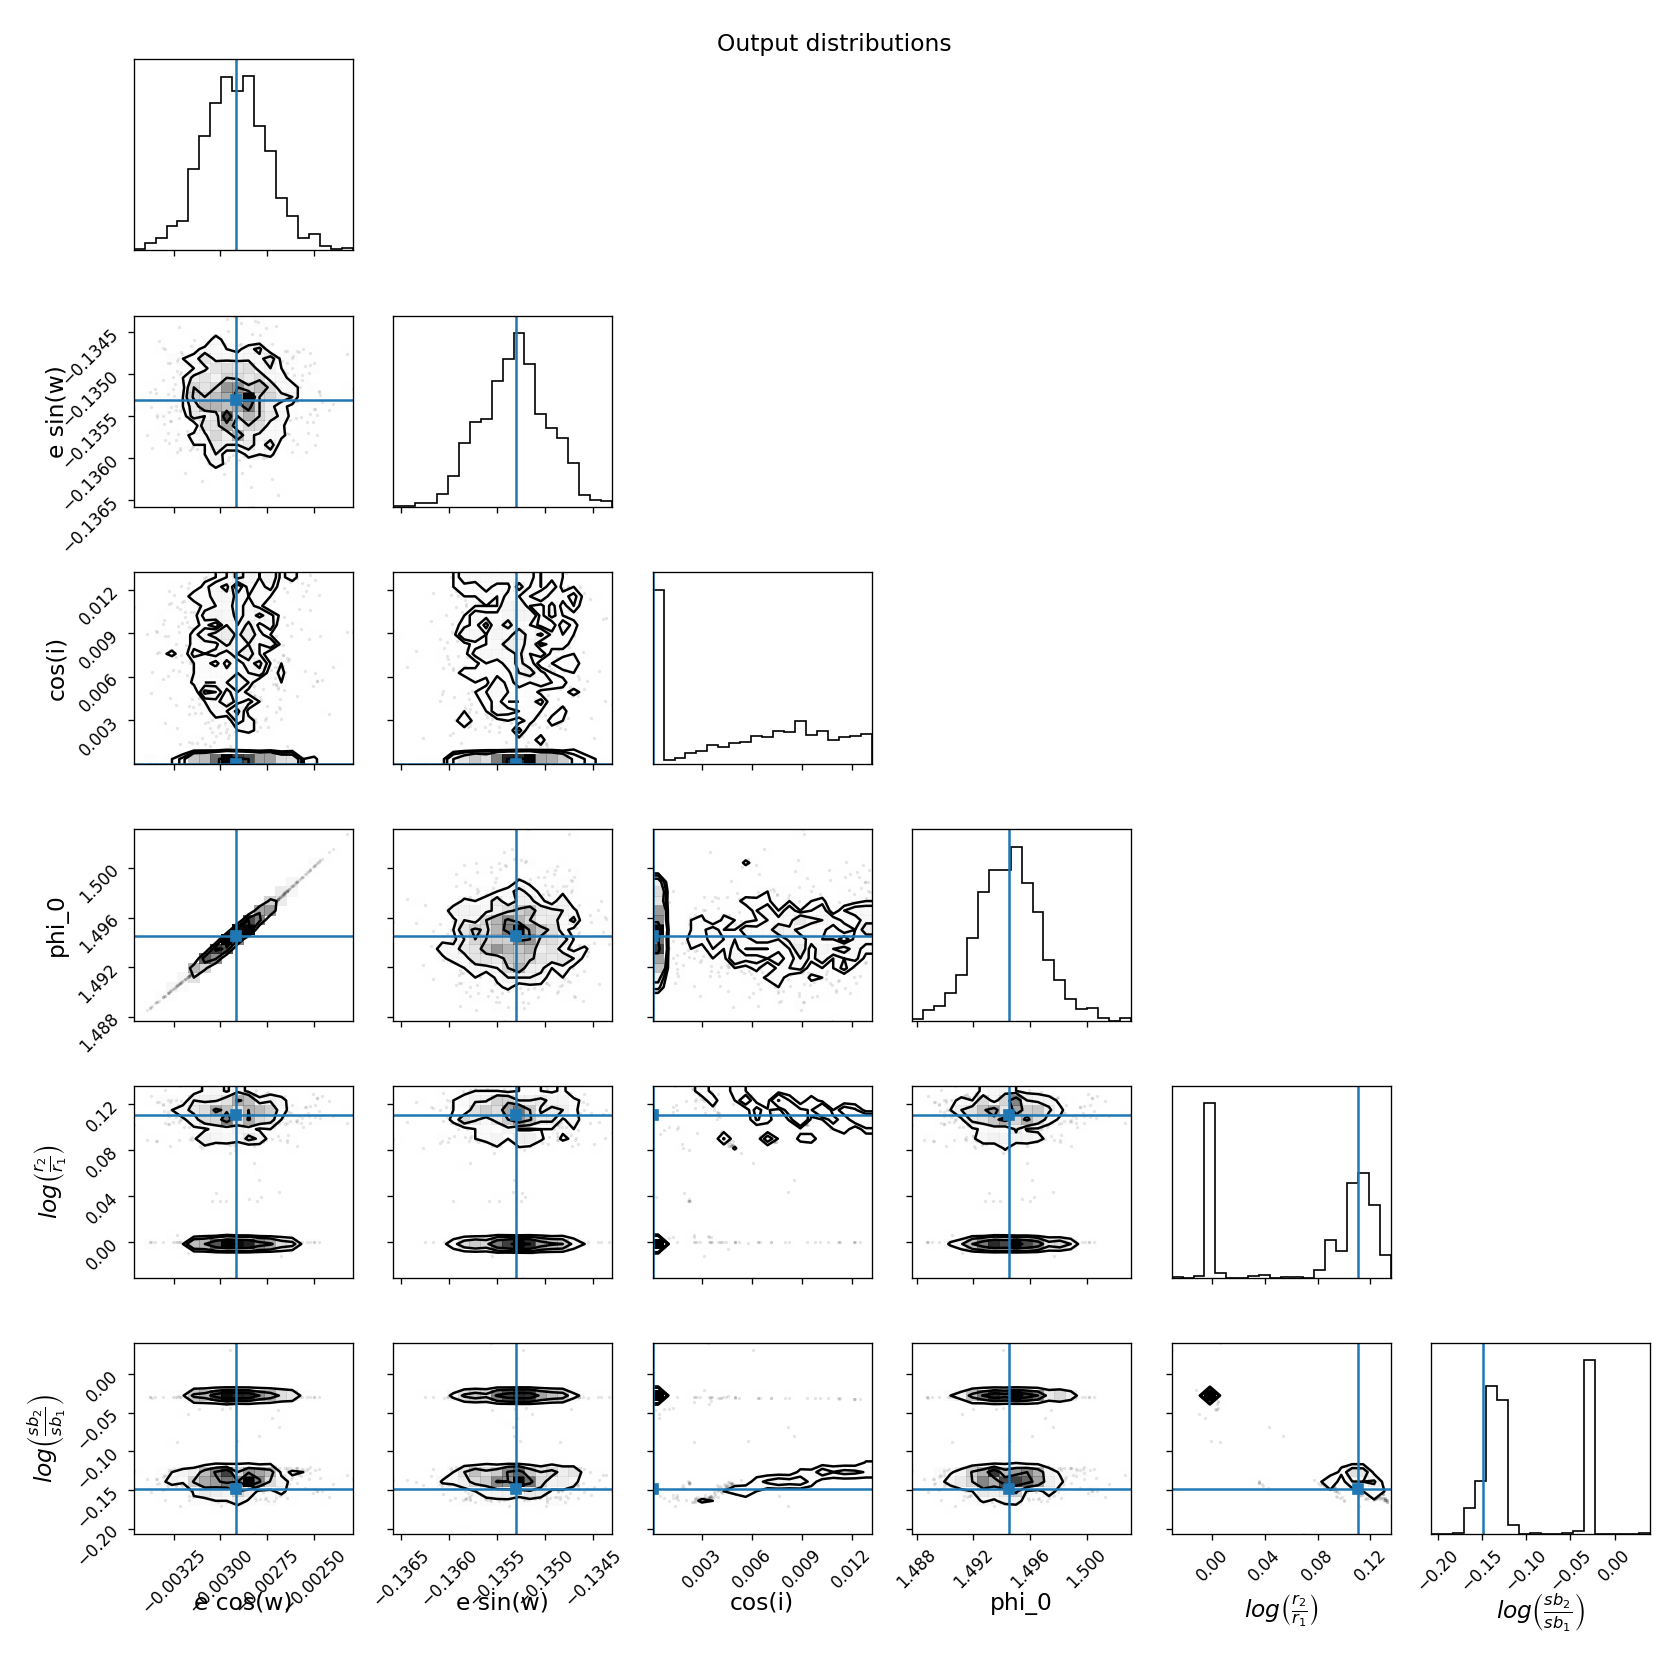 Output distributions
e sin(w)
−0.1345
−0.1350
−0.1355
−0.1360
−0.1365
cos(i)
0.012
0.009
0.006
0.003
phi_0
1.500
1.496
1.492
1.488
log(r₂/r₁)
0.12
0.08
0.04
0.00
log(sb₂/sb₁)
0.00
−0.05
−0.10
−0.15
−0.20
−0.00325 −0.00300 −0.00275 −0.00250
e cos(w)
−0.1365 −0.1360 −0.1355 −0.1350 −0.1345
e sin(w)
0.003 0.006 0.009 0.012
cos(i)
1.488 1.492 1.496 1.500
phi_0
0.00 0.04 0.08 0.12
log(r₂/r₁)
−0.20 −0.15 −0.10 −0.05 0.00
log(sb₂/sb₁)